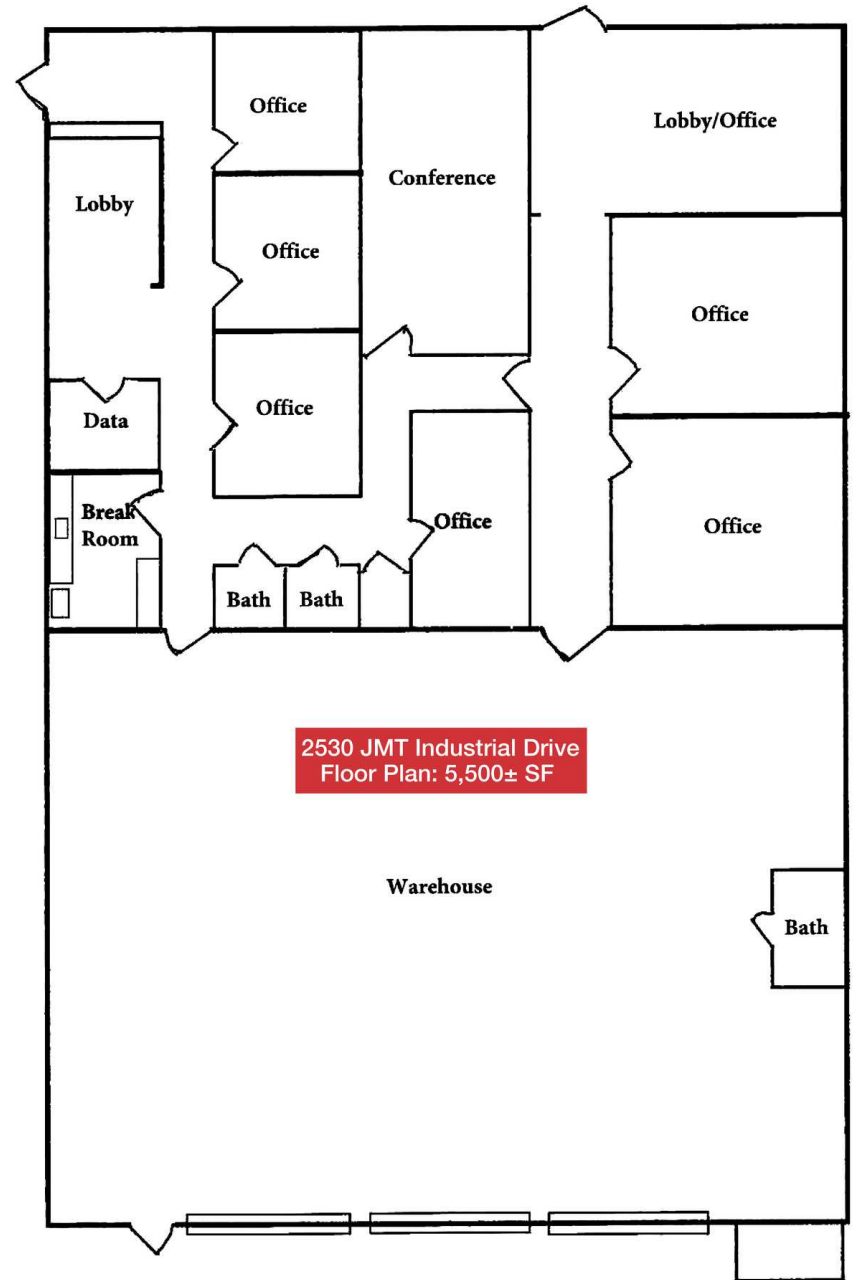 Office
Lobby/Office
Conference
Lobby
Office
Office
Office
Data
Break
Room
Office
Office
Bath
Bath
2530 JMT Industrial Drive
Floor Plan: 5,500± SF
Warehouse
Bath